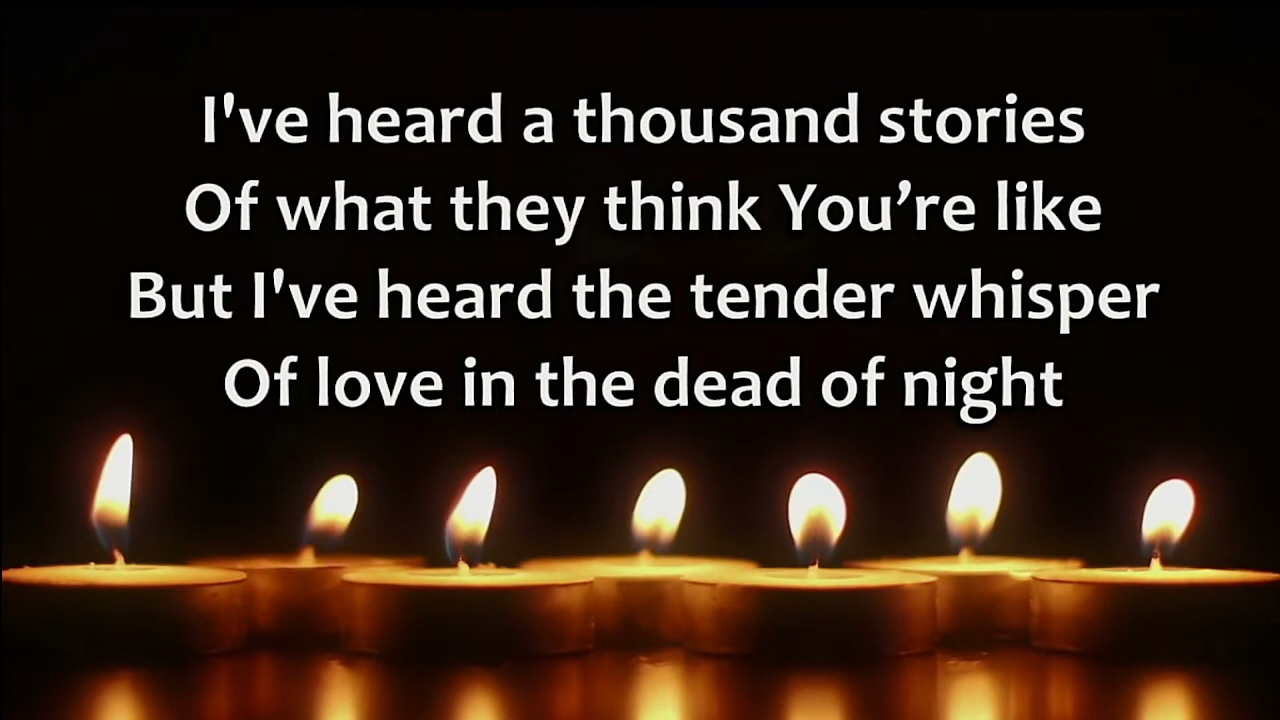 I've heard a thousand stories
Of what they think You’re like
But I've heard the tender whisper
Of love in the dead of night